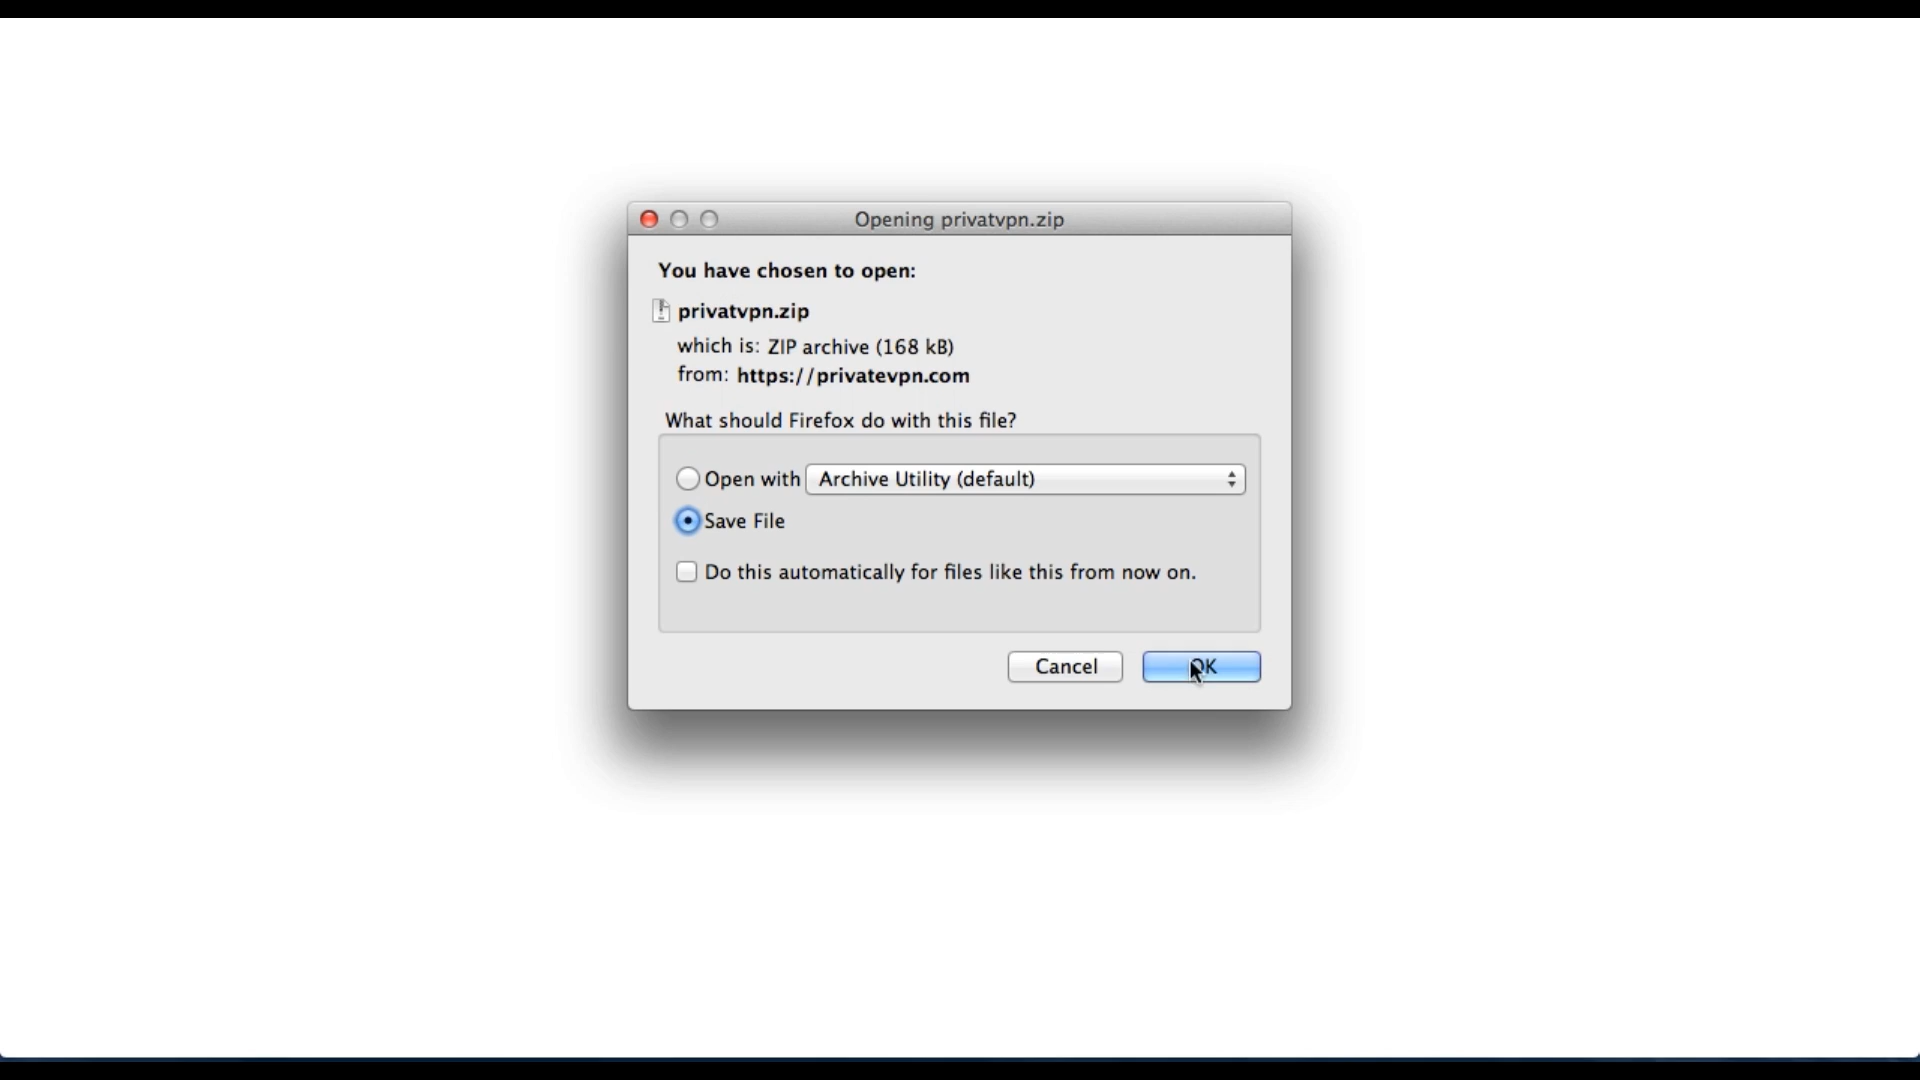 Opening privatvpn.zip
You have chosen to open:
privatvpn.zip
which is: ZIP archive (168 kB)
from: https://privatevpn.com
What should Firefox do with this file?
Open with Archive Utility (default)
Save File
Do this automatically for files like this from now on.
Cancel OK